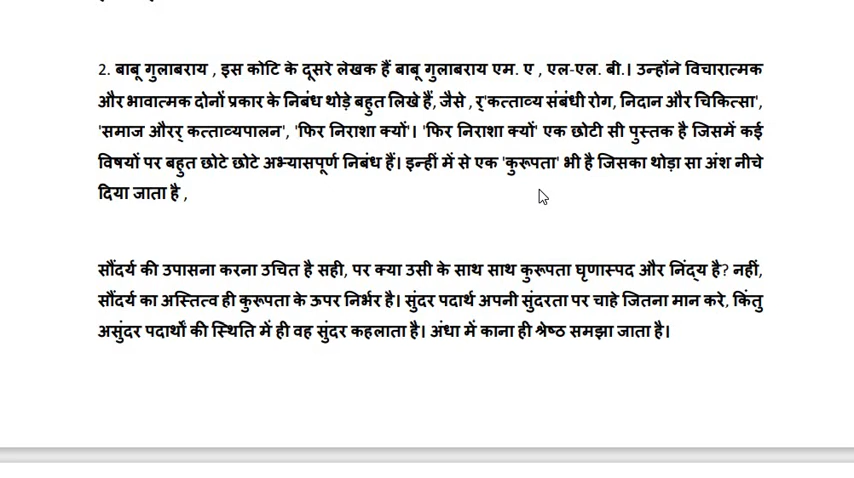 2. बाबू गुलाबराय , इस कोटि के दूसरे लेखक हैं बाबू गुलाबराय एम. ए , एल-एल. बी.। उन्होंने विचारात्मक
और भावात्मक दोनों प्रकार के निबंध थोड़े बहुत लिखे हैं, जैसे , र्'कत्ताव्य संबंधी रोग, निदान और चिकित्सा',
'समाज औरर् कत्ताव्यपालन', 'फिर निराशा क्यों'। 'फिर निराशा क्यों' एक छोटी सी पुस्तक है जिसमें कई
विषयों पर बहुत छोटे छोटे अभ्यासपूर्ण निबंध हैं। इन्हीं में से एक 'कुरूपता' भी है जिसका थोड़ा सा अंश नीचे
दिया जाता है ,
सौंदर्य की उपासना करना उचित है सही, पर क्या उसी के साथ साथ कुरूपता घृणास्पद और निंद्य है? नहीं,
सौंदर्य का अस्तित्व ही कुरूपता के ऊपर निर्भर है। सुंदर पदार्थ अपनी सुंदरता पर चाहे जितना मान करे, किंतु
असुंदर पदार्थों की स्थिति में ही वह सुंदर कहलाता है। अंधा में काना ही श्रेष्ठ समझा जाता है।